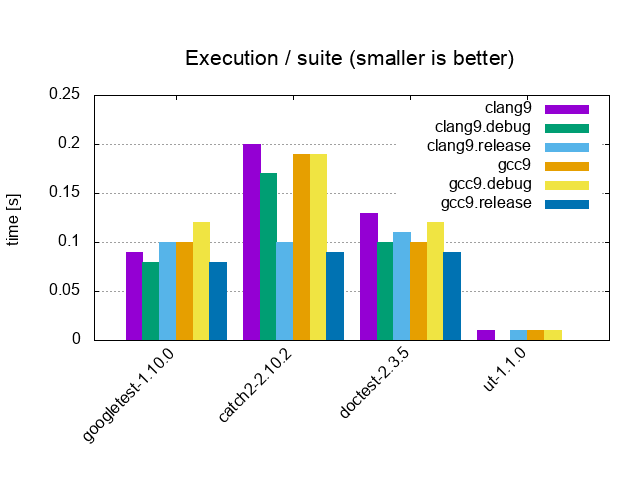 Execution / suite (smaller is better)
0.25
0.2
0.15
0.1
0.05
0
time [s]
clang9
clang9.debug
clang9.release
gcc9
gcc9.debug
gcc9.release
googletest-1.10.0
catch2-2.10.2
doctest-2.3.5
ut-1.1.0